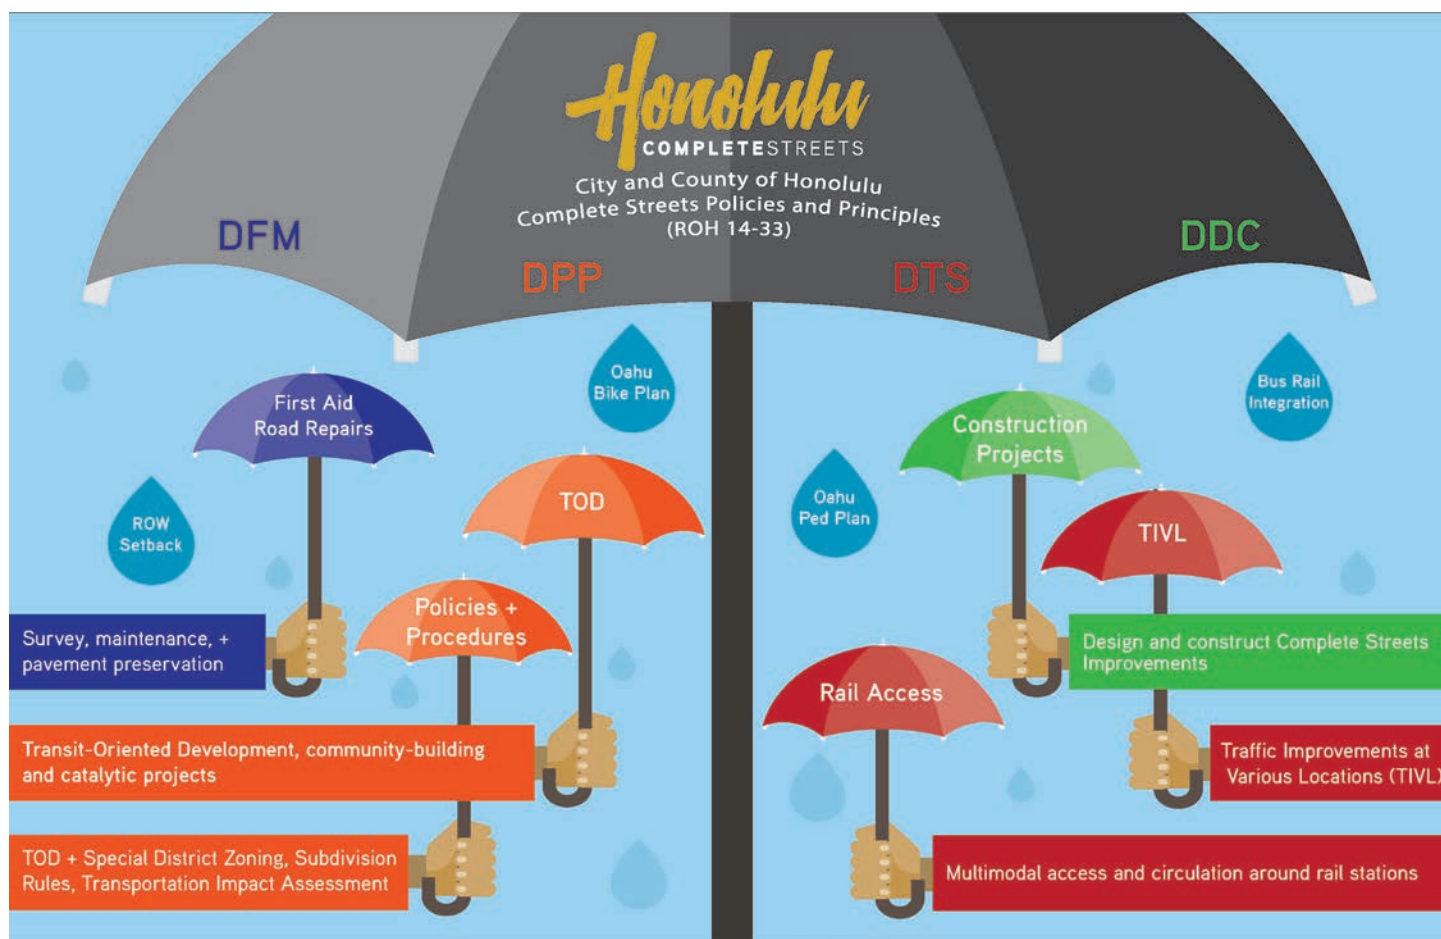 Honolulu
COMPLETESTREETS
City and County of Honolulu
Complete Streets Policies and Principles
(ROH 14-33)
DFM
DPP
DTS
DDC
Oahu
Bike Plan
Bus Rail
Integration
First Aid
Road Repairs
Construction
Projects
TOD
Oahu
Ped Plan
ROW
Setback
TIVL
Policies +
Procedures
Survey, maintenance, +
pavement preservation
Design and construct Complete Streets
Improvements
Rail Access
Transit-Oriented Development, community-building
and catalytic projects
Traffic Improvements at
Various Locations (TIVL)
TOD + Special District Zoning, Subdivision
Rules, Transportation Impact Assessment
Multimodal access and circulation around rail stations